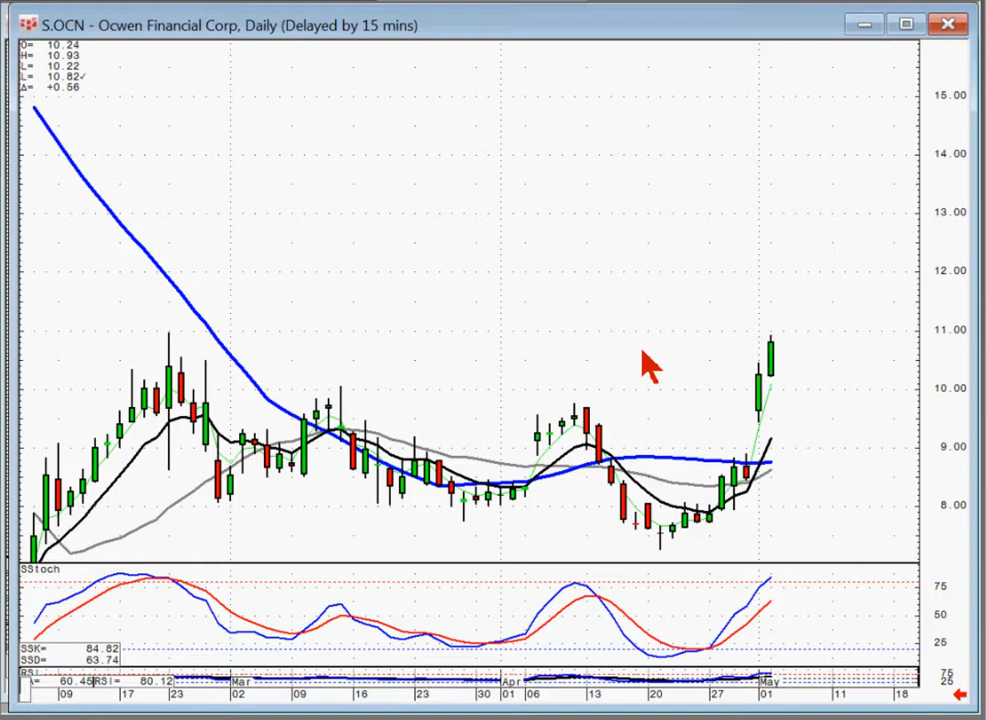 S.OCN - Ocwen Financial Corp, Daily (Delayed by 15 mins)
O= 10.24
H= 10.93
L= 10.22
L= 10.82✓
Δ= +0.56
15.00
14.00
13.00
12.00
11.00
10.00
9.00
8.00
SStoch
75
50
25
SSK= 84.82
SSD= 63.74
RSI
75
25
= 60.45 RSI= 80.12
Mar
Apr
May
09 17 23 02 09 16 23 30 01 06 13 20 27 01 11 18